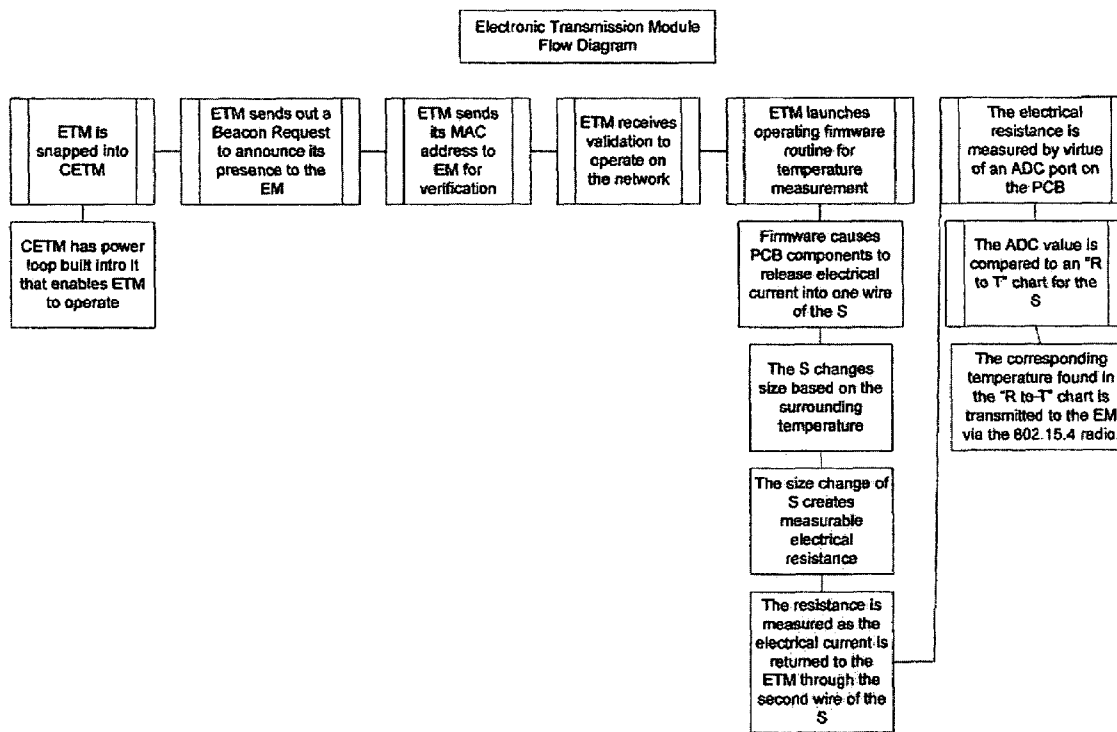 Electronic Transmission Module
Flow Diagram
ETM is
snapped into
CETM
CETM has power
loop built intro it
that enables ETM
to operate
ETM sends out a
Beacon Request
to announce its
presence to the
EM
ETM sends
its MAC
address to
EM for
verification
ETM receives
validation to
operate on
the network
ETM launches
operating firmware
routine for
temperature
measurement
Firmware causes
PCB components to
release electrical
current into one wire
of the S
The S changes
size based on the
surrounding
temperature
The size change of
S creates
measurable
electrical
resistance
The resistance is
measured as the
electrical current is
returned to the
ETM through the
second wire of the
S
The electrical
resistance is
measured by virtue
of an ADC port on
the PCB
The ADC value is
compared to an "R
to T" chart for the
S
The corresponding
temperature found in
the "R to T" chart is
transmitted to the EM
via the 802.15.4 radio.